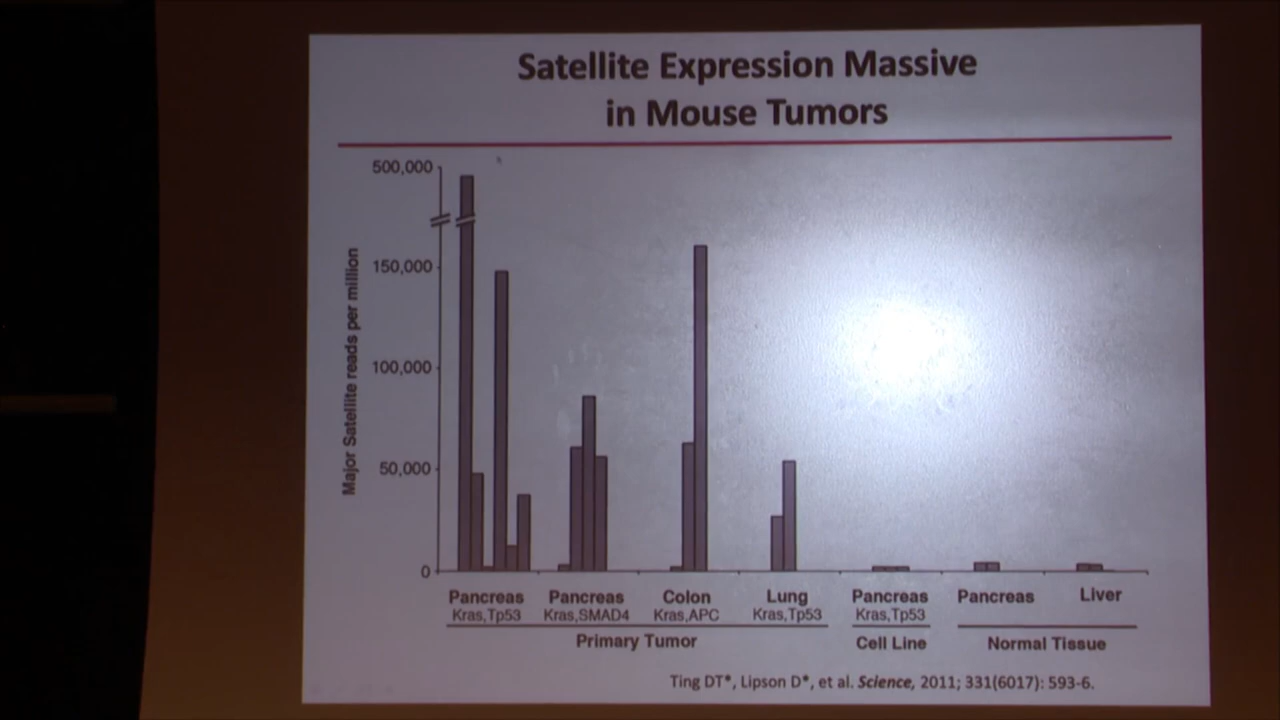 Satellite Expression Massive
in Mouse Tumors
500,000
150,000
100,000
50,000
0
Major Satellite reads per million
Pancreas Pancreas Colon Lung Pancreas Pancreas Liver
Kras,Tp53 Kras,SMAD4 Kras,APC Kras,Tp53 Kras,Tp53
Primary Tumor Cell Line Normal Tissue
Ting DT*, Lipson D*, et al. Science, 2011; 331(6017): 593-6.